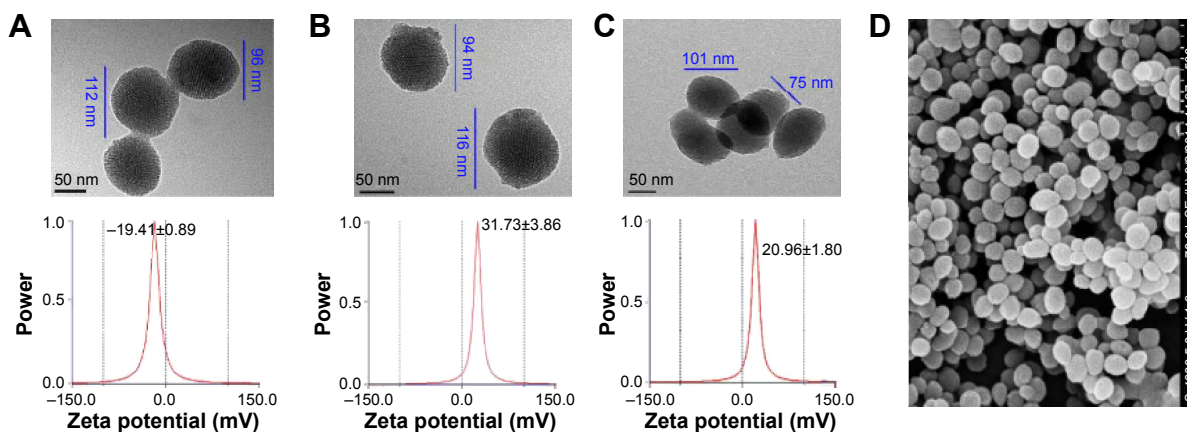 A
96 nm
112 nm
50 nm
1.0
–19.41±0.89
0.5
0.0
Power
–150.0
0.0
150.0
Zeta potential (mV)
B
94 nm
116 nm
50 nm
1.0
31.73±3.86
0.5
0.0
Power
–150.0
0.0
150.0
Zeta potential (mV)
C
101 nm
75 nm
50 nm
1.0
20.96±1.80
0.5
0.0
Power
–150.0
0.0
150.0
Zeta potential (mV)
D